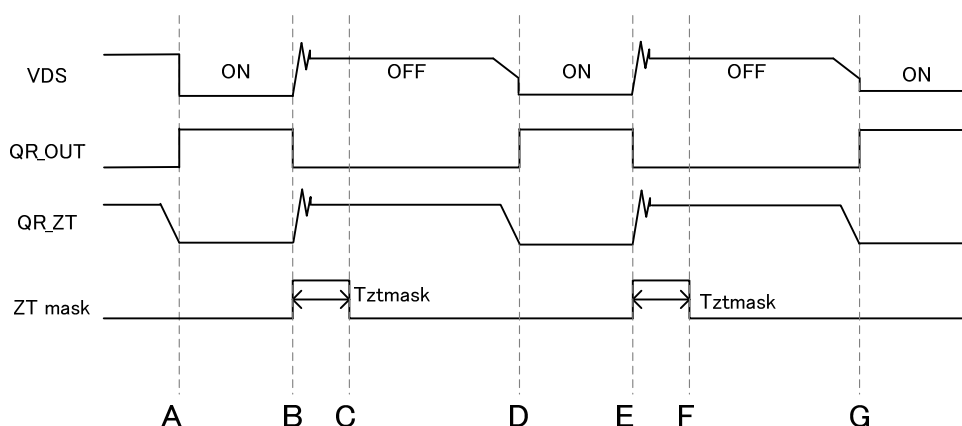 VDS ON OFF ON OFF ON
QR_OUT
QR_ZT
ZT mask Tztmask Tztmask
A B C D E F G